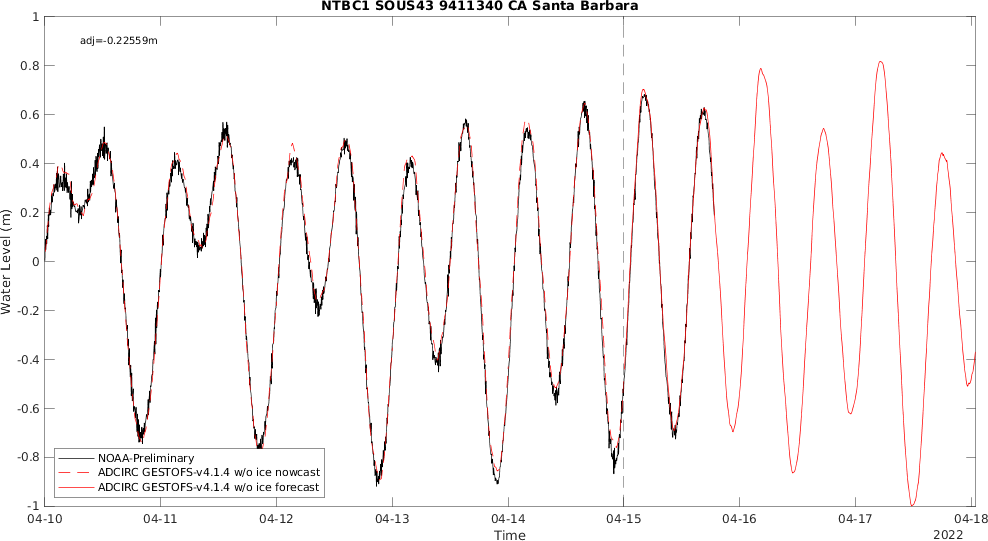 NTBC1 SOUS43 9411340 CA Santa Barbara
1
adj=-0.22559m
0.8
0.6
0.4
0.2
0
-0.2
-0.4
-0.6
-0.8
-1
Water Level (m)
NOAA-Preliminary
ADCIRC GESTOFS-v4.1.4 w/o ice nowcast
ADCIRC GESTOFS-v4.1.4 w/o ice forecast
04-10 04-11 04-12 04-13 04-14 04-15 04-16 04-17 04-18
Time
2022